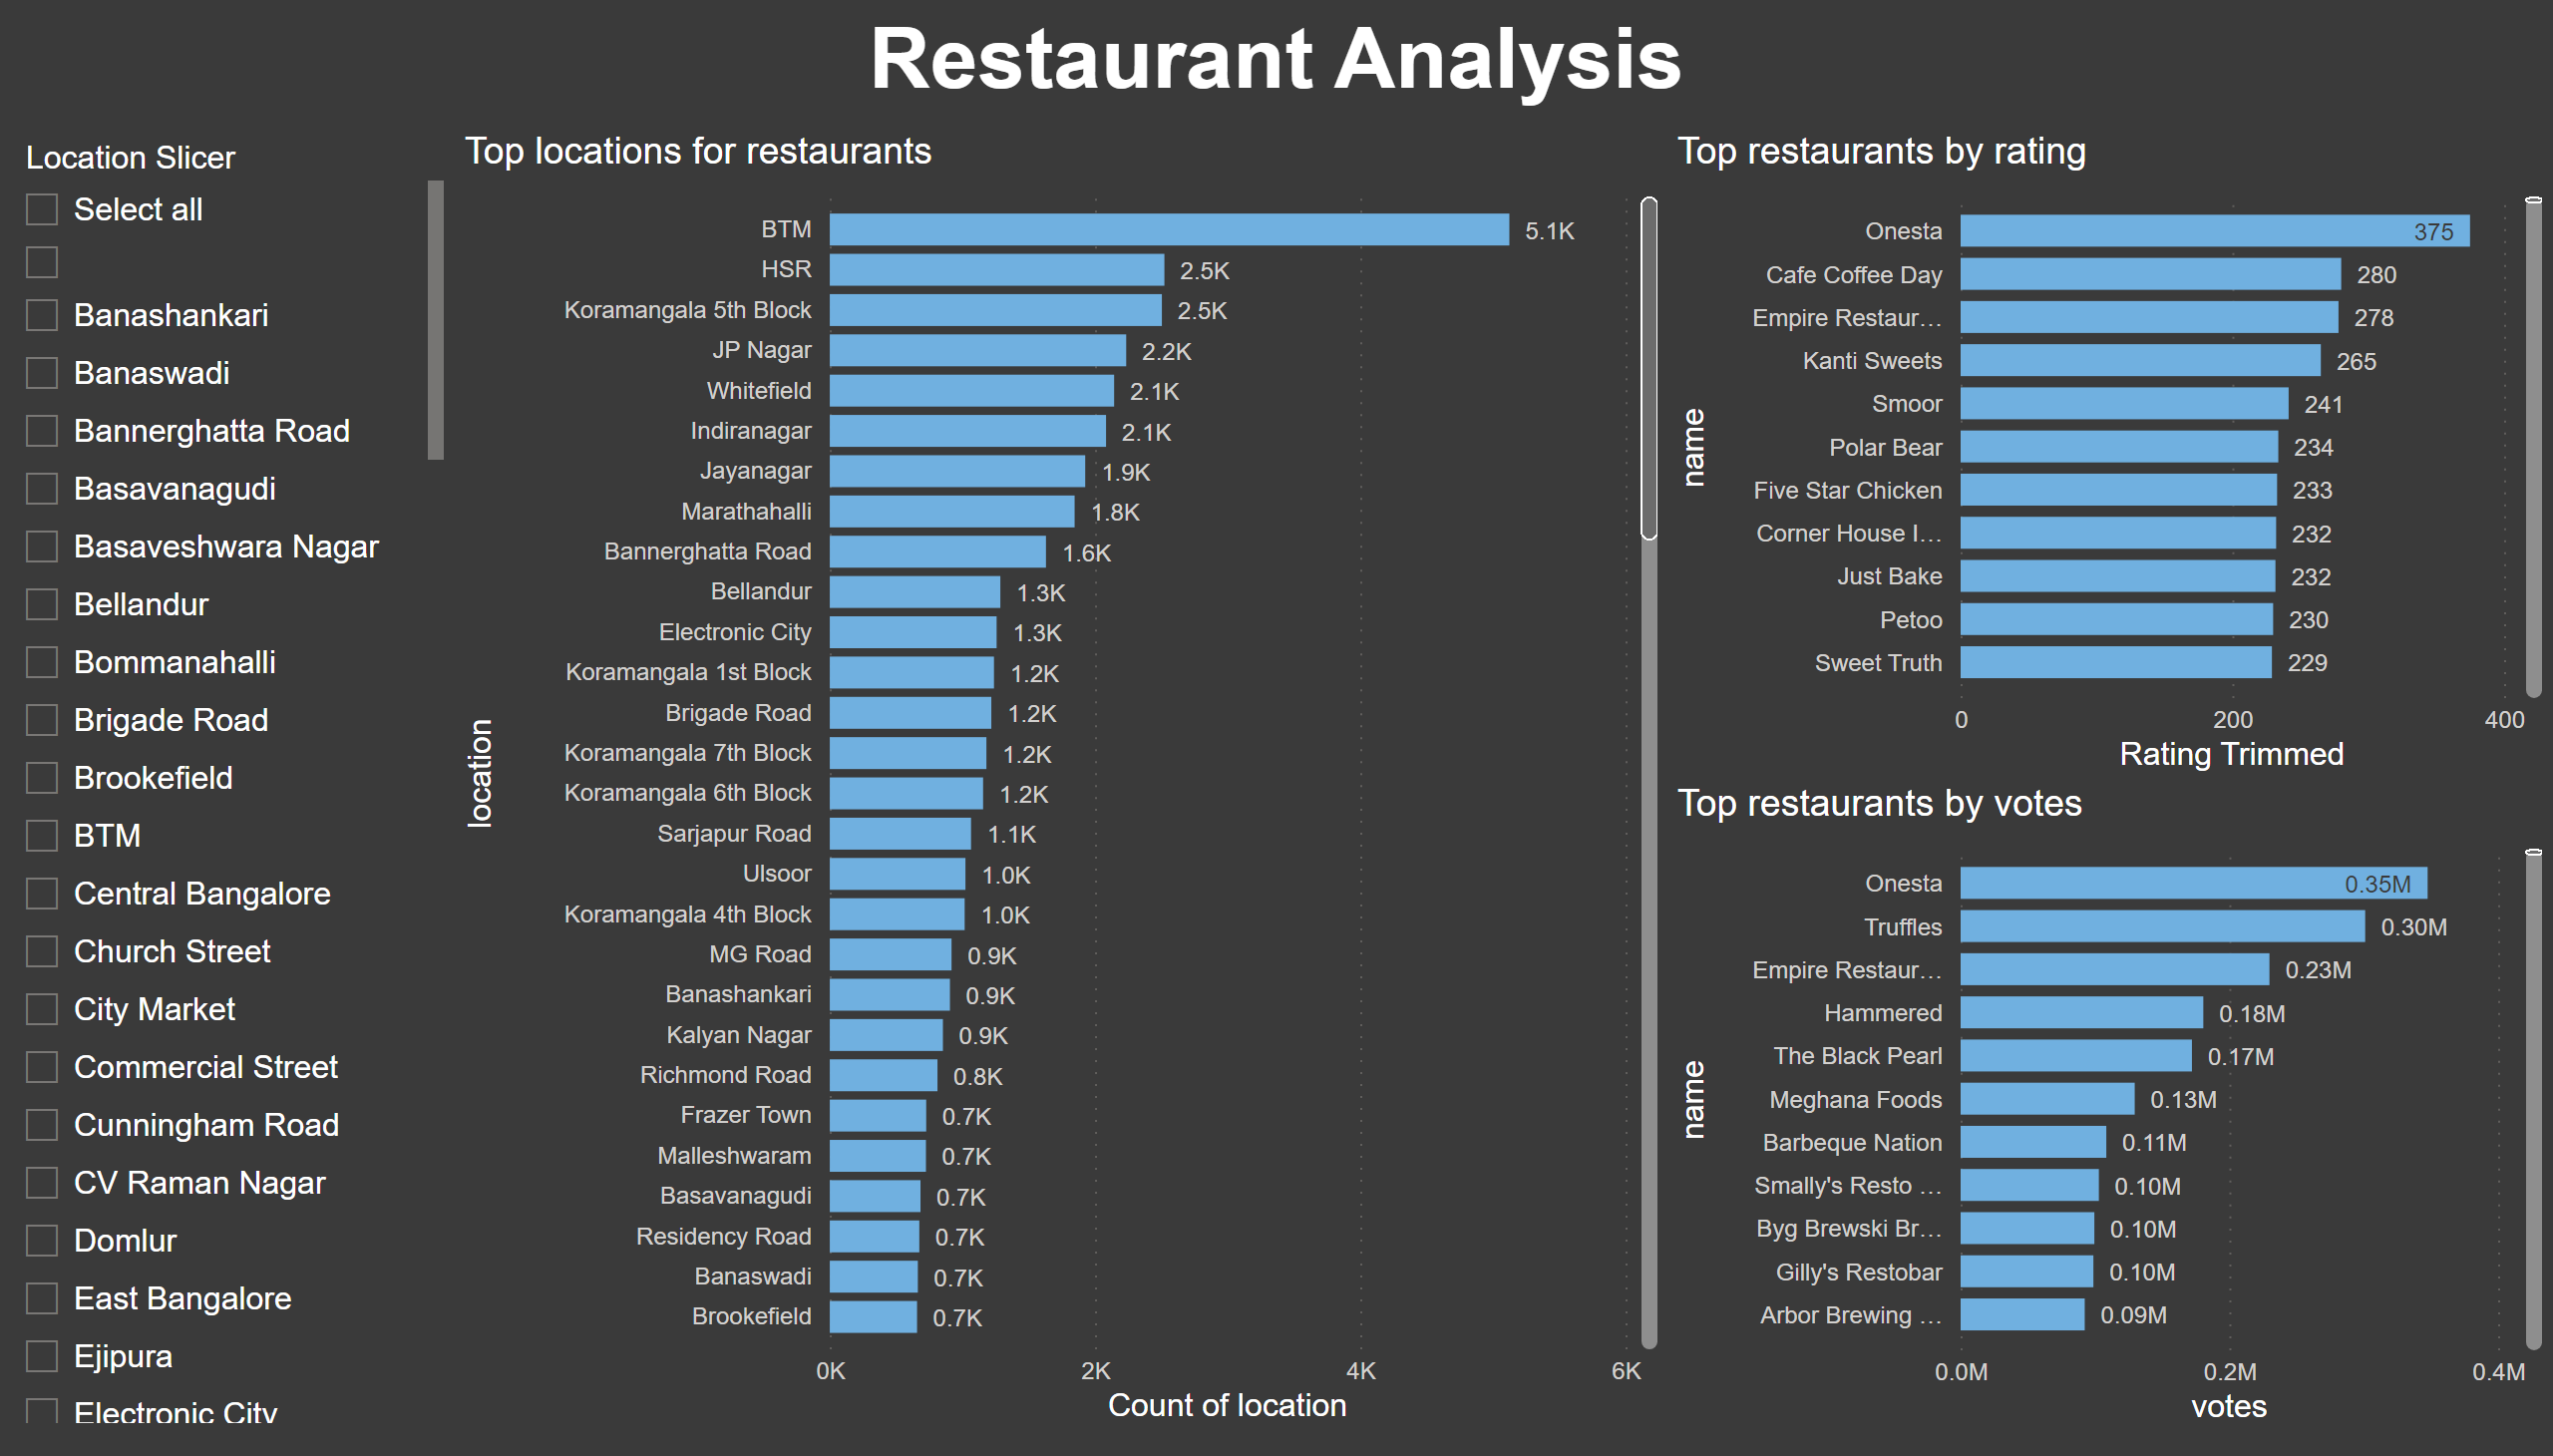 Restaurant Analysis
Location Slicer
Select all
Banashankari
Banaswadi
Bannerghatta Road
Basavanagudi
Basaveshwara Nagar
Bellandur
Bommanahalli
Brigade Road
Brookefield
BTM
Central Bangalore
Church Street
City Market
Commercial Street
Cunningham Road
CV Raman Nagar
Domlur
East Bangalore
Ejipura
Electronic City
Top locations for restaurants
location
BTM 5.1K
HSR 2.5K
Koramangala 5th Block 2.5K
JP Nagar 2.2K
Whitefield 2.1K
Indiranagar 2.1K
Jayanagar 1.9K
Marathahalli 1.8K
Bannerghatta Road 1.6K
Bellandur 1.3K
Electronic City 1.3K
Koramangala 1st Block 1.2K
Brigade Road 1.2K
Koramangala 7th Block 1.2K
Koramangala 6th Block 1.2K
Sarjapur Road 1.1K
Ulsoor 1.0K
Koramangala 4th Block 1.0K
MG Road 0.9K
Banashankari 0.9K
Kalyan Nagar 0.9K
Richmond Road 0.8K
Frazer Town 0.7K
Malleshwaram 0.7K
Basavanagudi 0.7K
Residency Road 0.7K
Banaswadi 0.7K
Brookefield 0.7K
0K 2K 4K 6K
Count of location
Top restaurants by rating
name
Onesta 375
Cafe Coffee Day 280
Empire Restaur… 278
Kanti Sweets 265
Smoor 241
Polar Bear 234
Five Star Chicken 233
Corner House I… 232
Just Bake 232
Petoo 230
Sweet Truth 229
0 200 400
Rating Trimmed
Top restaurants by votes
name
Onesta 0.35M
Truffles 0.30M
Empire Restaur… 0.23M
Hammered 0.18M
The Black Pearl 0.17M
Meghana Foods 0.13M
Barbeque Nation 0.11M
Smally's Resto … 0.10M
Byg Brewski Br… 0.10M
Gilly's Restobar 0.10M
Arbor Brewing … 0.09M
0.0M 0.2M 0.4M
votes